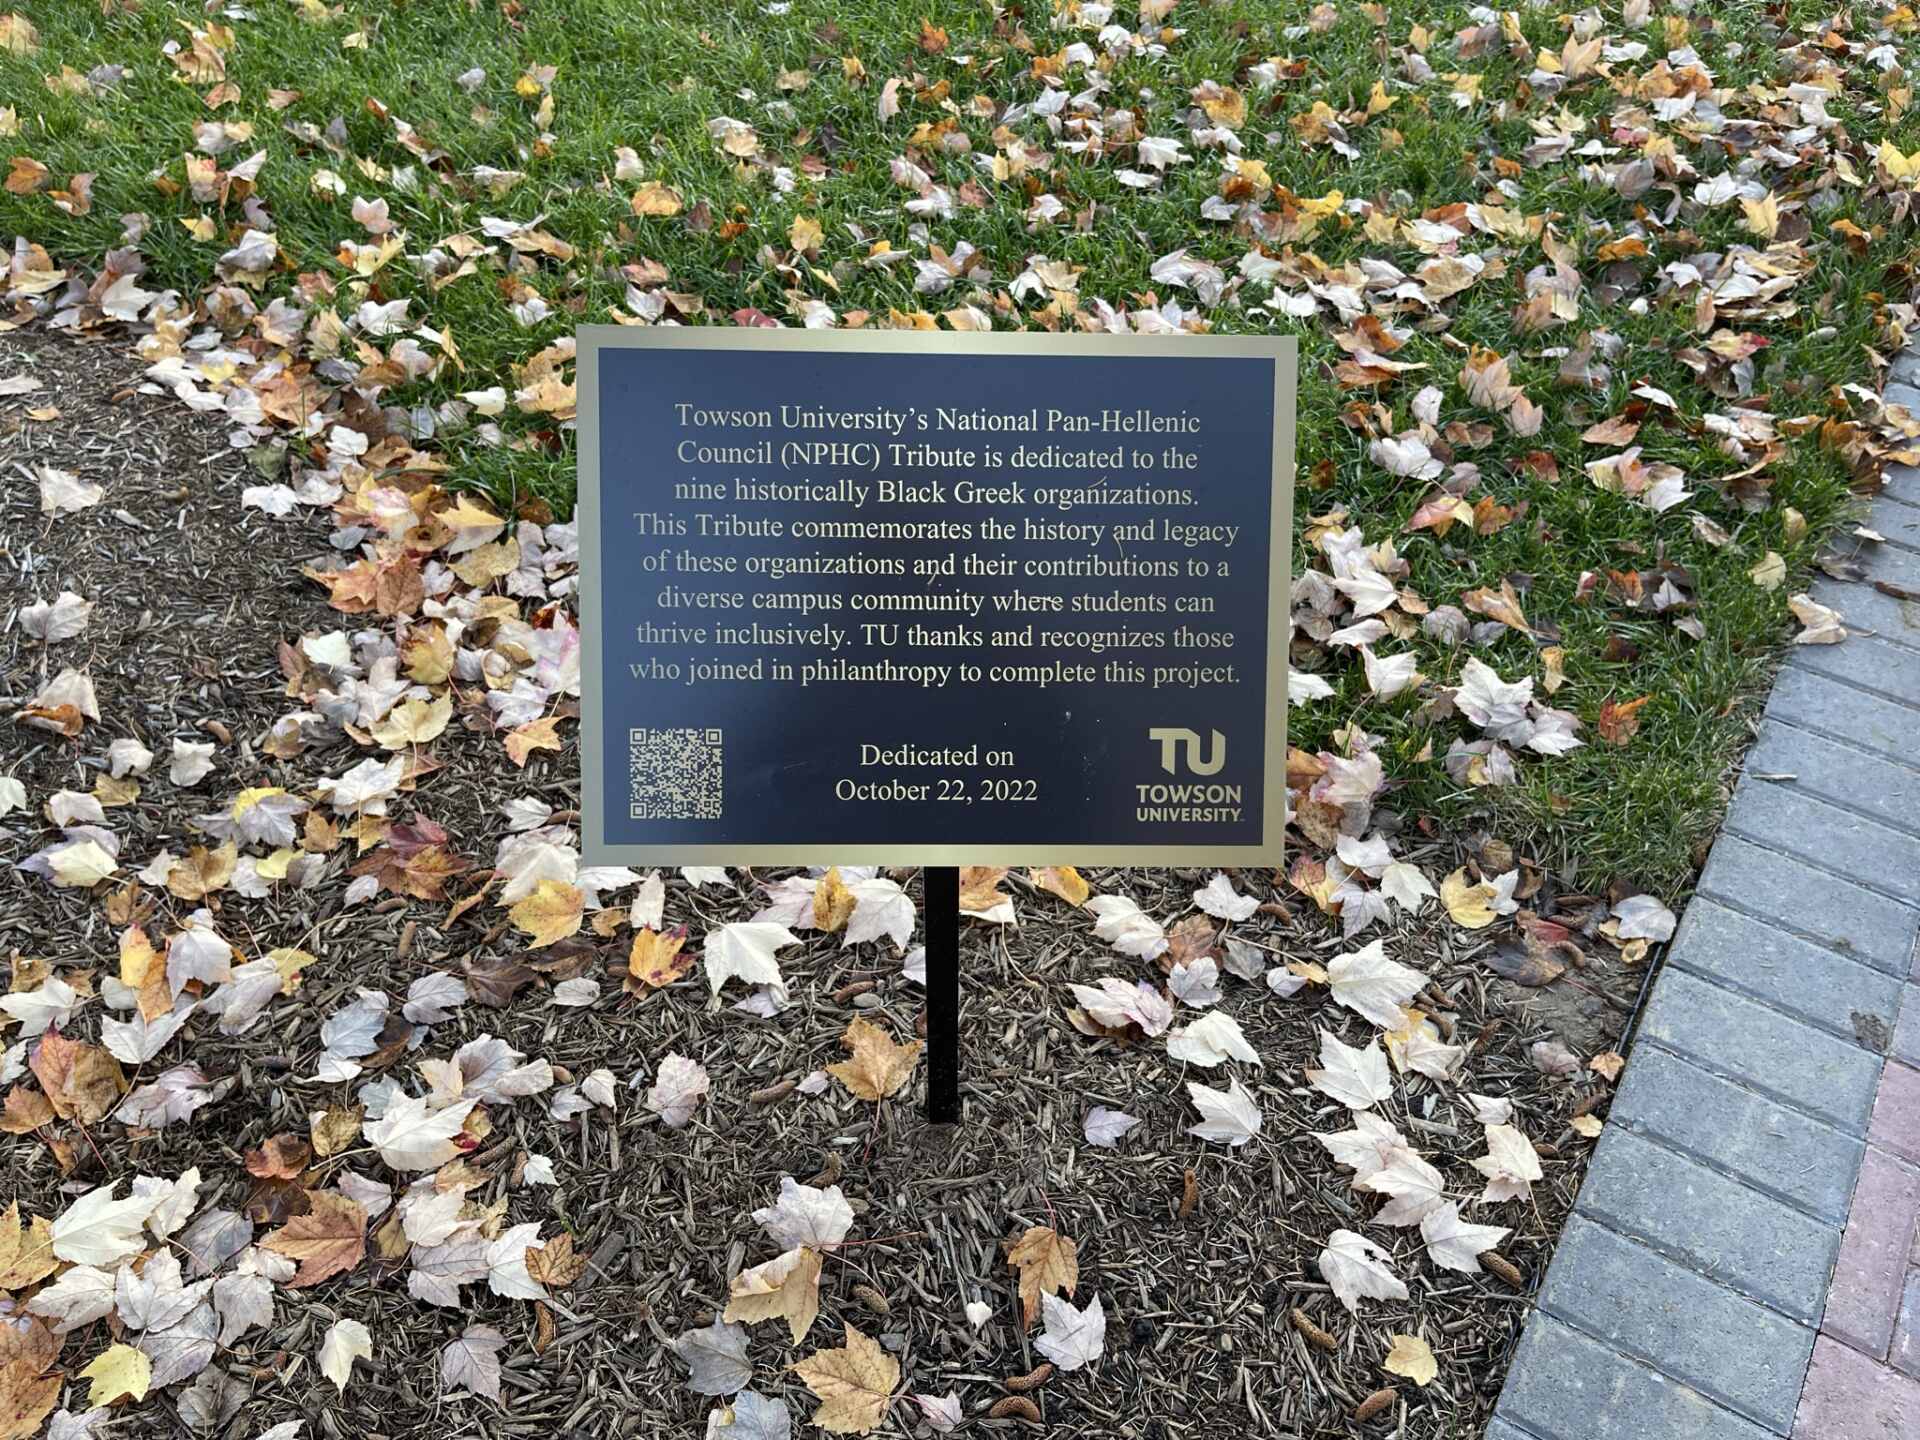 Towson University’s National Pan-Hellenic
Council (NPHC) Tribute is dedicated to the
nine historically Black Greek organizations.
This Tribute commemorates the history and legacy
of these organizations and their contributions to a
diverse campus community where students can
thrive inclusively. TU thanks and recognizes those
who joined in philanthropy to complete this project.
Dedicated on
October 22, 2022
TU
TOWSON
UNIVERSITY